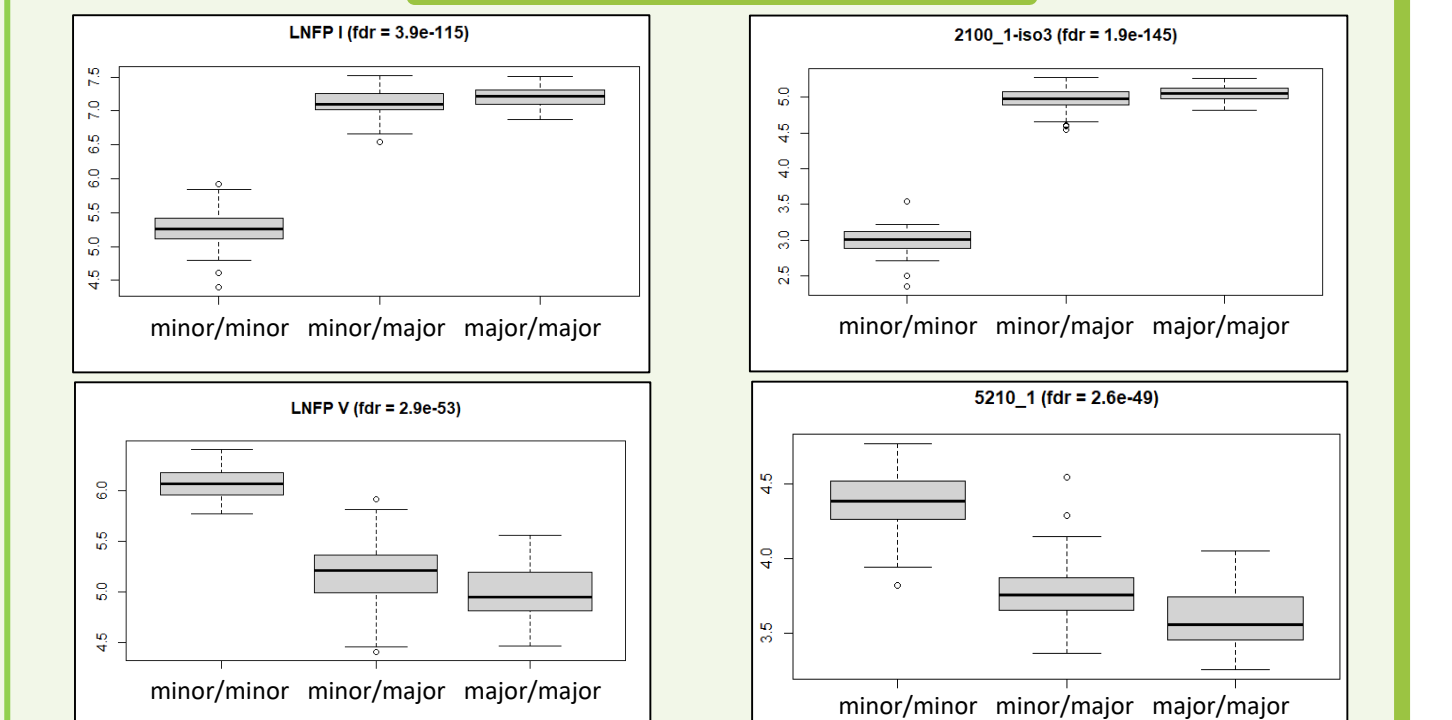 LNFP I (fdr = 3.9e-115)
7.5
7.0
6.5
6.0
5.5
5.0
4.5
minor/minor minor/major major/major
2100_1-iso3 (fdr = 1.9e-145)
5.0
4.5
4.0
3.5
3.0
2.5
minor/minor minor/major major/major
LNFP V (fdr = 2.9e-53)
6.0
5.5
5.0
4.5
minor/minor minor/major major/major
5210_1 (fdr = 2.6e-49)
4.5
4.0
3.5
minor/minor minor/major major/major